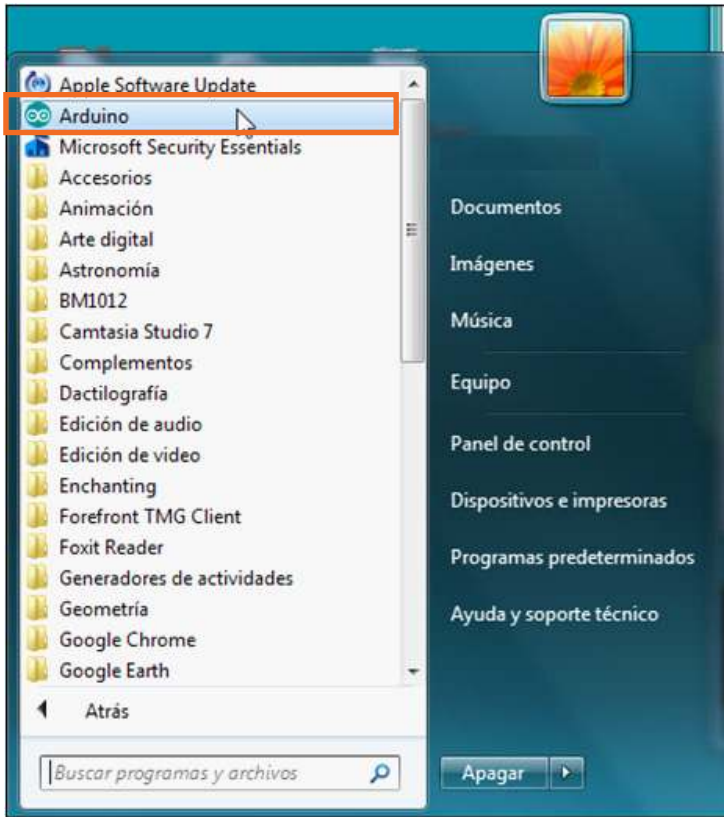 Apple Software Update
Arduino
Microsoft Security Essentials
Accesorios
Animación
Arte digital
Astronomía
BM1012
Camtasia Studio 7
Complementos
Dactilografía
Edición de audio
Edición de video
Enchanting
Forefront TMG Client
Foxit Reader
Generadores de actividades
Geometría
Google Chrome
Google Earth
Atrás
Buscar programas y archivos
Documentos
Imágenes
Música
Equipo
Panel de control
Dispositivos e impresoras
Programas predeterminados
Ayuda y soporte técnico
Apagar